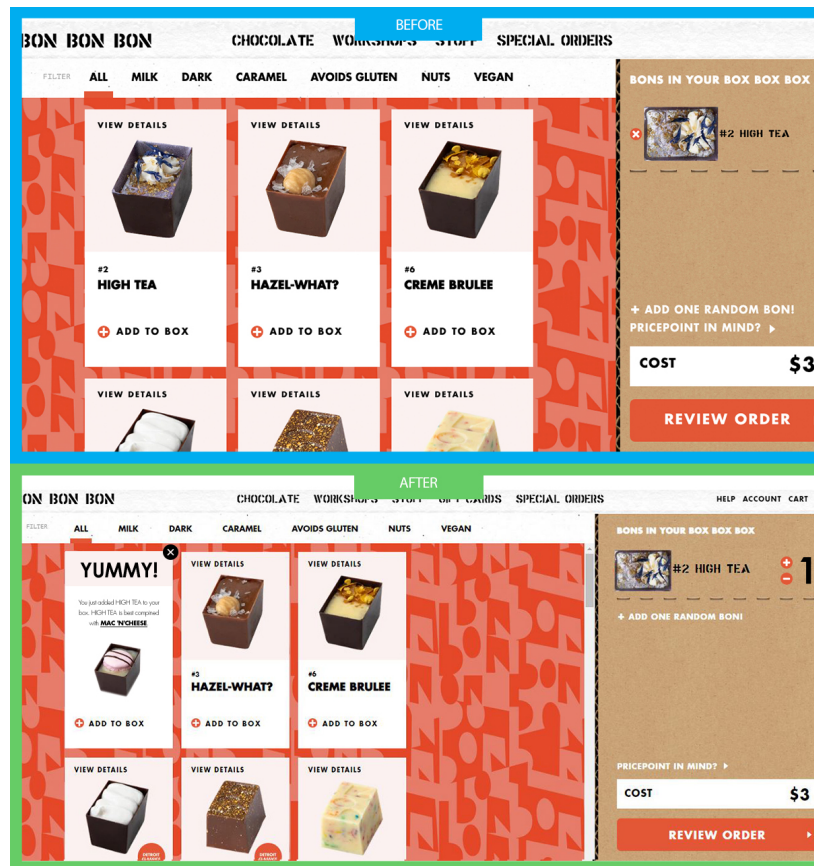 BEFORE
BON BON BON
CHOCOLATE WORKSHOPS STUFF SPECIAL ORDERS
FILTER ALL MILK DARK CARAMEL AVOIDS GLUTEN NUTS VEGAN
BONS IN YOUR BOX BOX BOX
VIEW DETAILS VIEW DETAILS VIEW DETAILS
#2 HIGH TEA
#2 #3 #6
HIGH TEA HAZEL-WHAT? CREME BRULEE
+ ADD ONE RANDOM BON!
PRICEPOINT IN MIND?
ADD TO BOX ADD TO BOX ADD TO BOX
COST $3
VIEW DETAILS VIEW DETAILS VIEW DETAILS
REVIEW ORDER
AFTER
ON BON BON
CHOCOLATE WORKSHOPS STUFF GIFT CARDS SPECIAL ORDERS
HELP ACCOUNT CART
FILTER ALL MILK DARK CARAMEL AVOIDS GLUTEN NUTS VEGAN
BONS IN YOUR BOX BOX BOX
YUMMY!
VIEW DETAILS VIEW DETAILS
#2 HIGH TEA 1
You just added HIGH TEA to your
box. HIGH TEA is best compined
with MAC 'N'CHEESE
+ ADD ONE RANDOM BON!
#3 #6
HAZEL-WHAT? CREME BRULEE
ADD TO BOX ADD TO BOX ADD TO BOX
PRICEPOINT IN MIND?
VIEW DETAILS VIEW DETAILS VIEW DETAILS
COST $3
REVIEW ORDER
DETROIT DETROIT